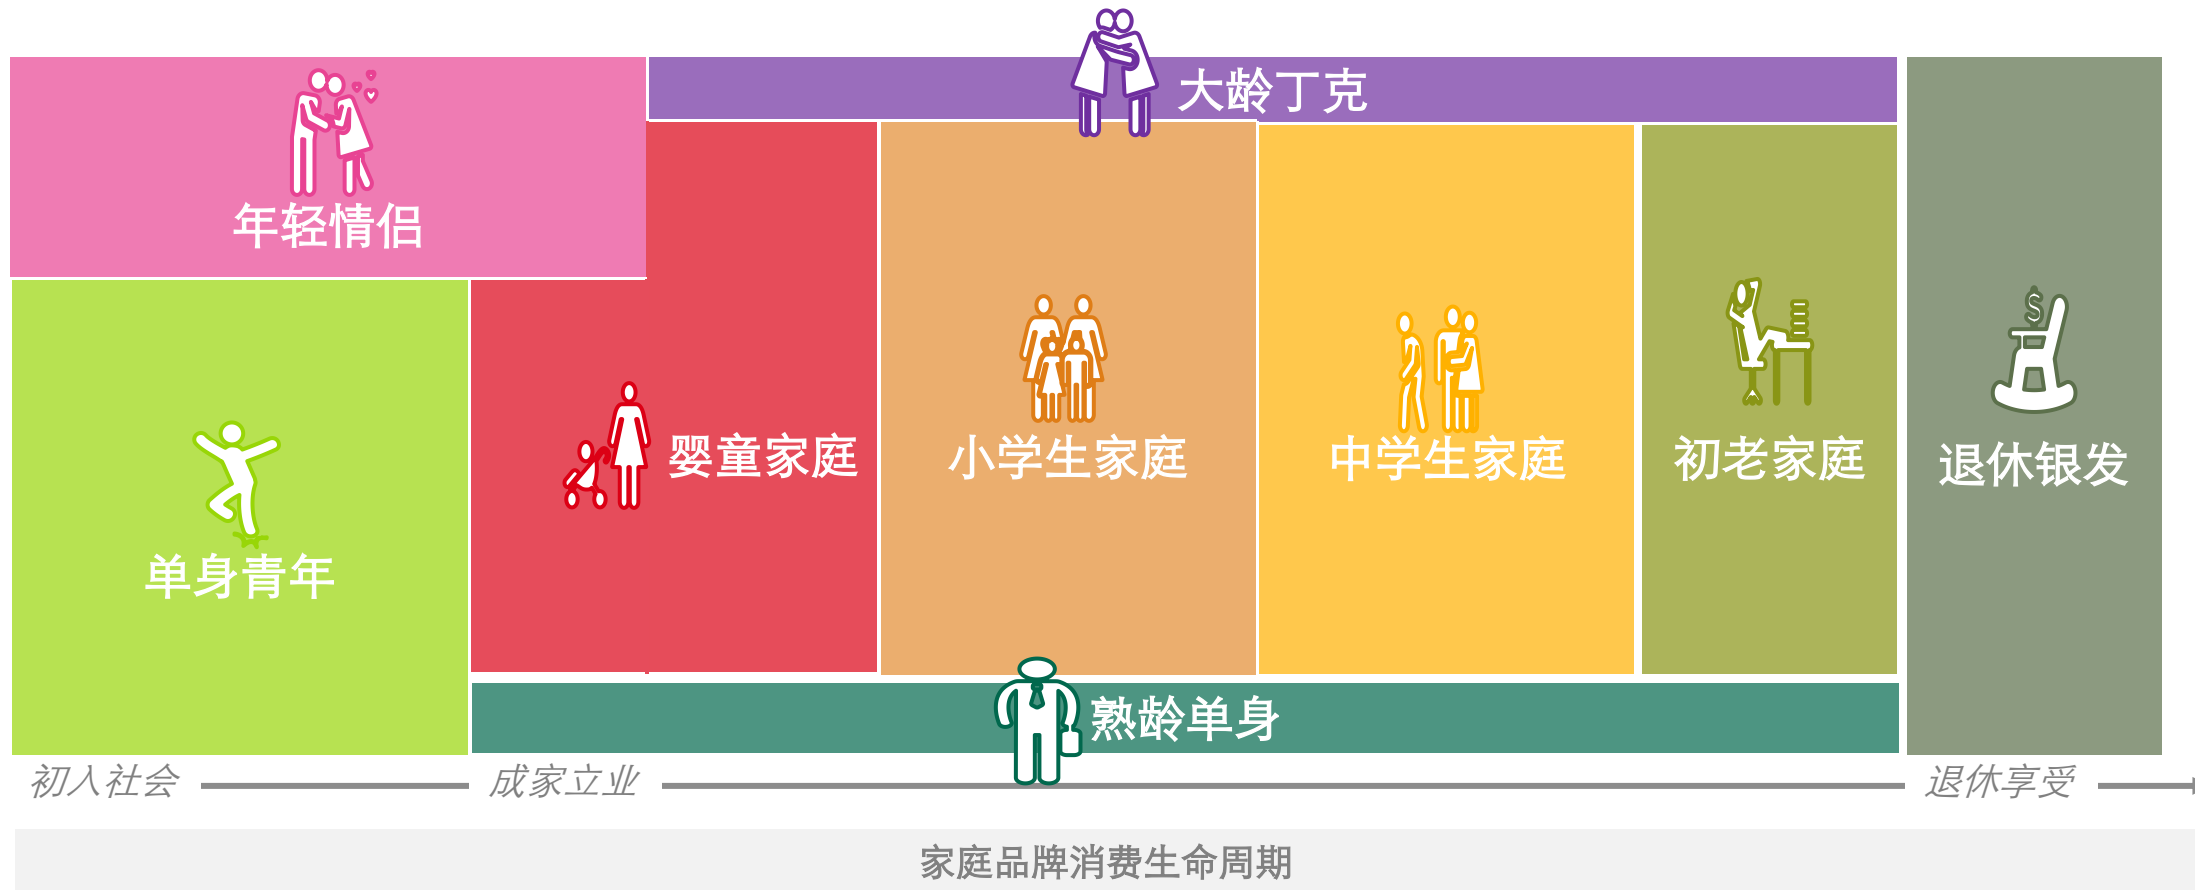 大龄丁克
年轻情侣
婴童家庭
小学生家庭
中学生家庭
初老家庭
退休银发
单身青年
熟龄单身
初入社会
成家立业
退休享受
家庭品牌消费生命周期